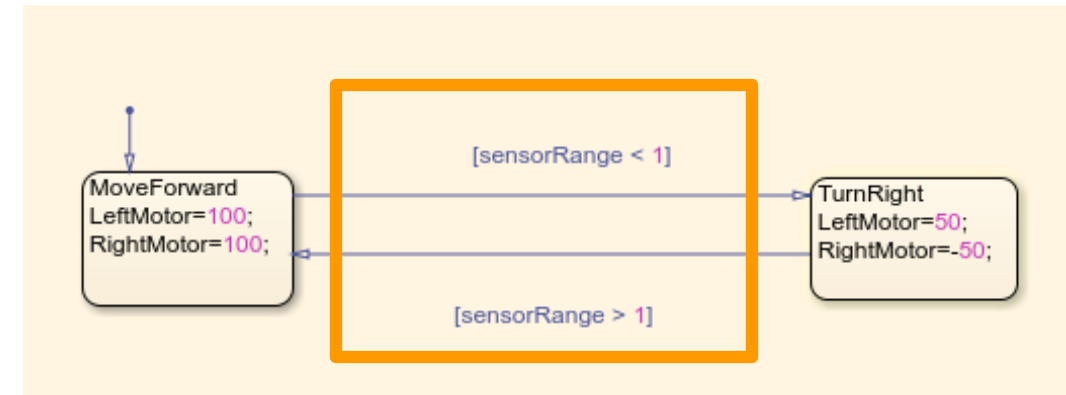 [sensorRange < 1]
MoveForward
LeftMotor=100;
RightMotor=100;
TurnRight
LeftMotor=50;
RightMotor=-50;
[sensorRange > 1]